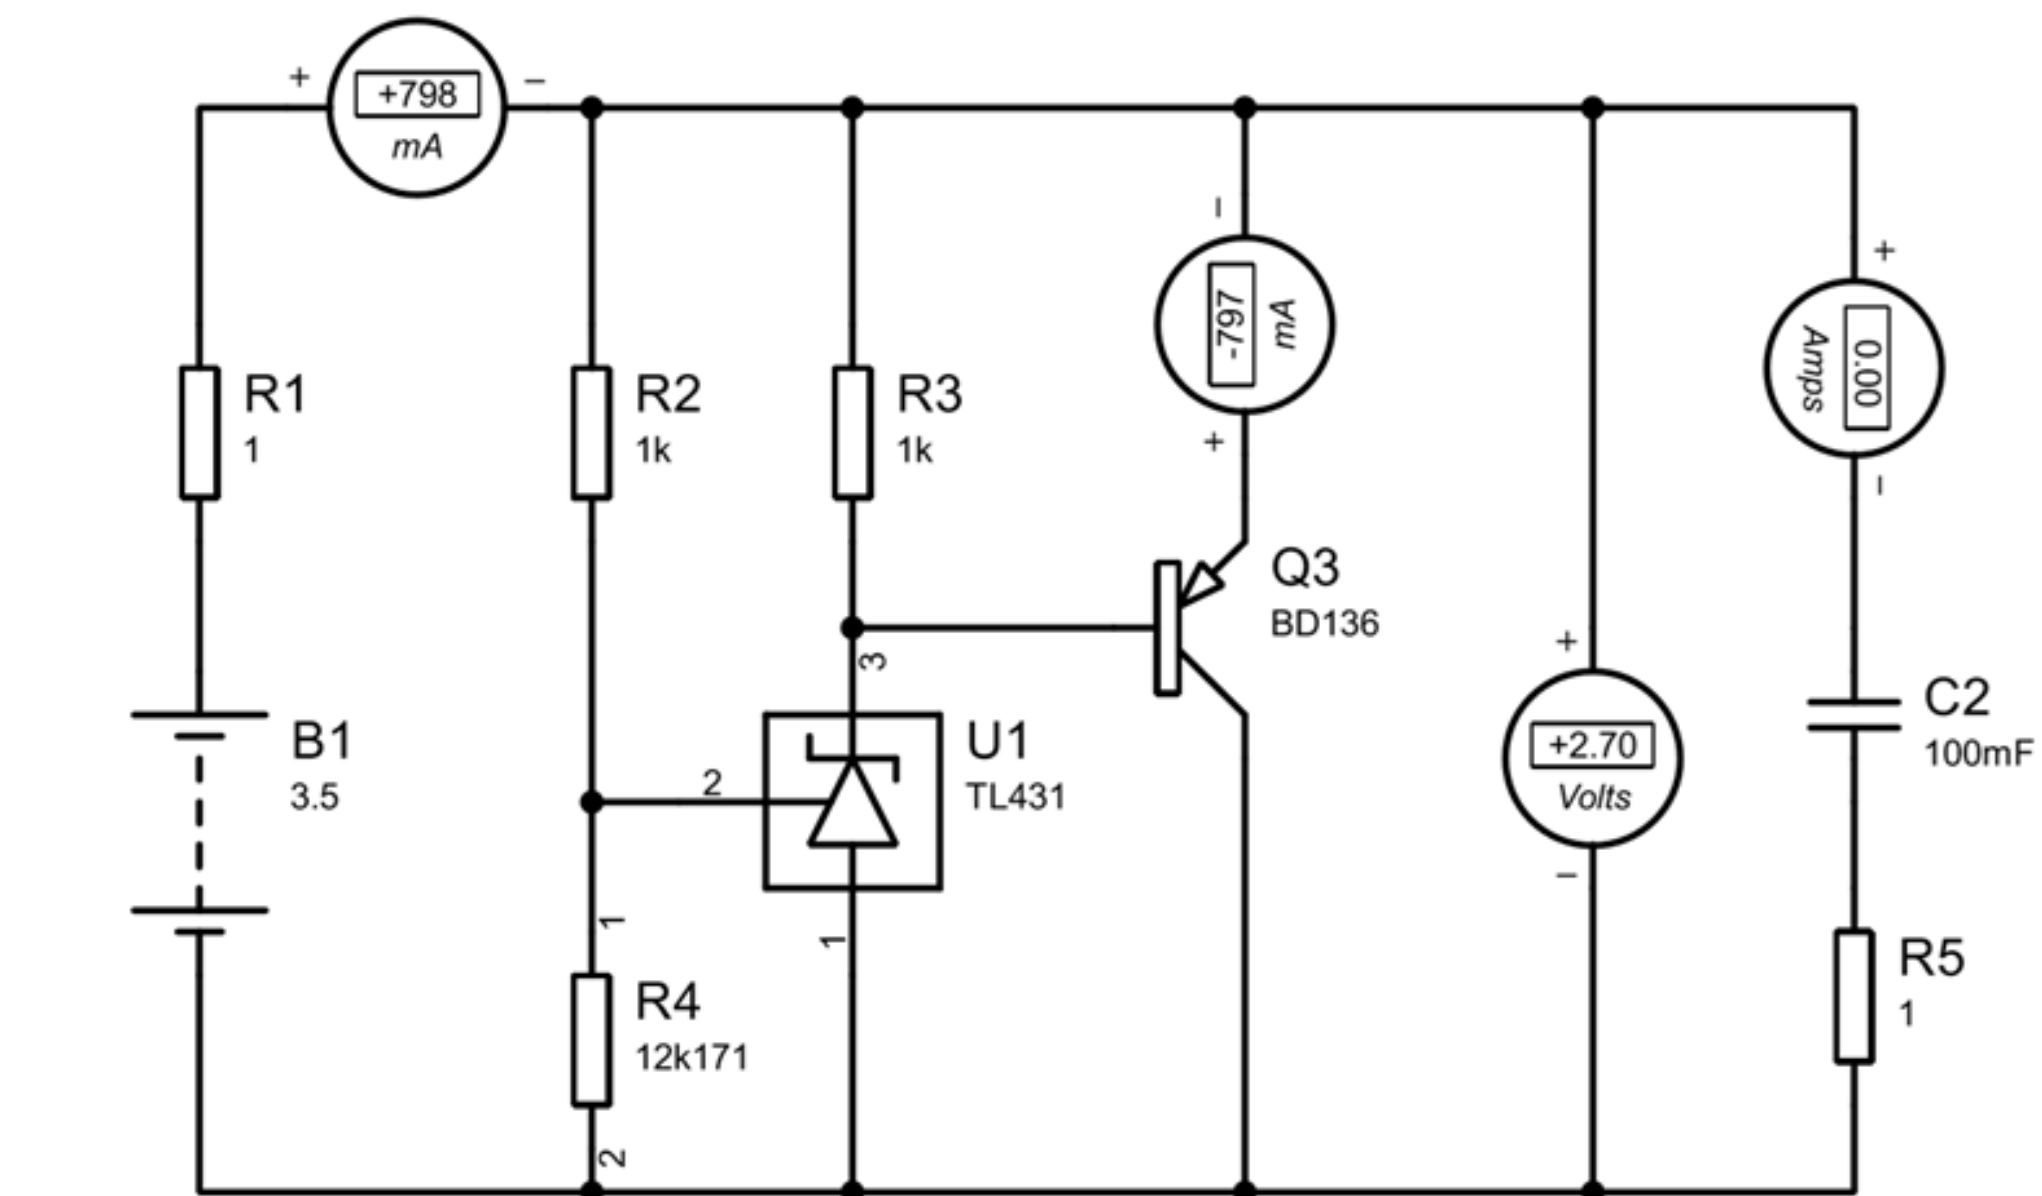 + +798 −
mA
R1
1
R2
1k
R3
1k
−
-797
mA
+
+
0.00
Amps
−
Q3
BD136
3
B1
3.5
2
U1
TL431
+
+2.70
Volts
−
C2
100mF
1
1
R4
12k171
2
R5
1